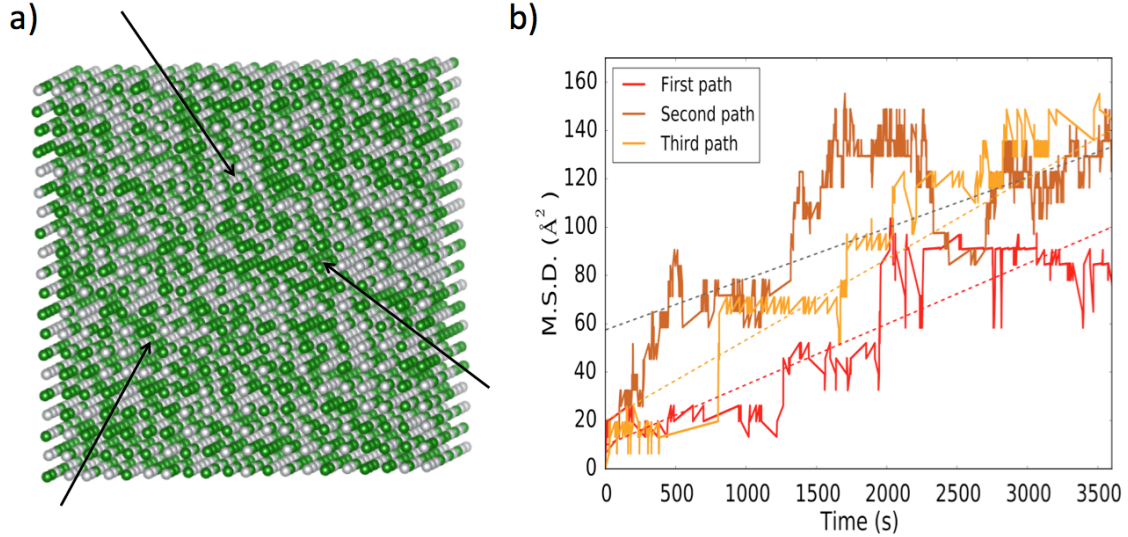 a)
b)
160
140
120
100
80
60
40
20
0
M.S.D. (Å²)
First path
Second path
Third path
0 500 1000 1500 2000 2500 3000 3500
Time (s)